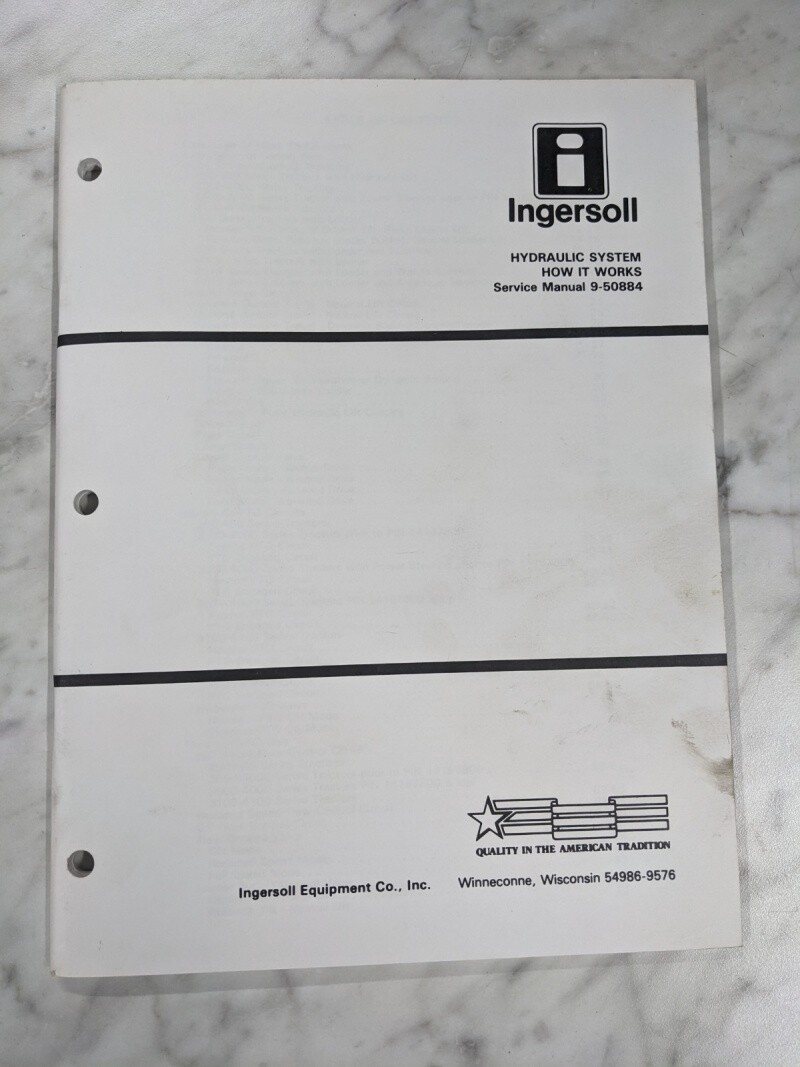 Ingersoll
HYDRAULIC SYSTEM
HOW IT WORKS
Service Manual 9-50884
QUALITY IN THE AMERICAN TRADITION
Ingersoll Equipment Co., Inc. Winneconne, Wisconsin 54986-9576